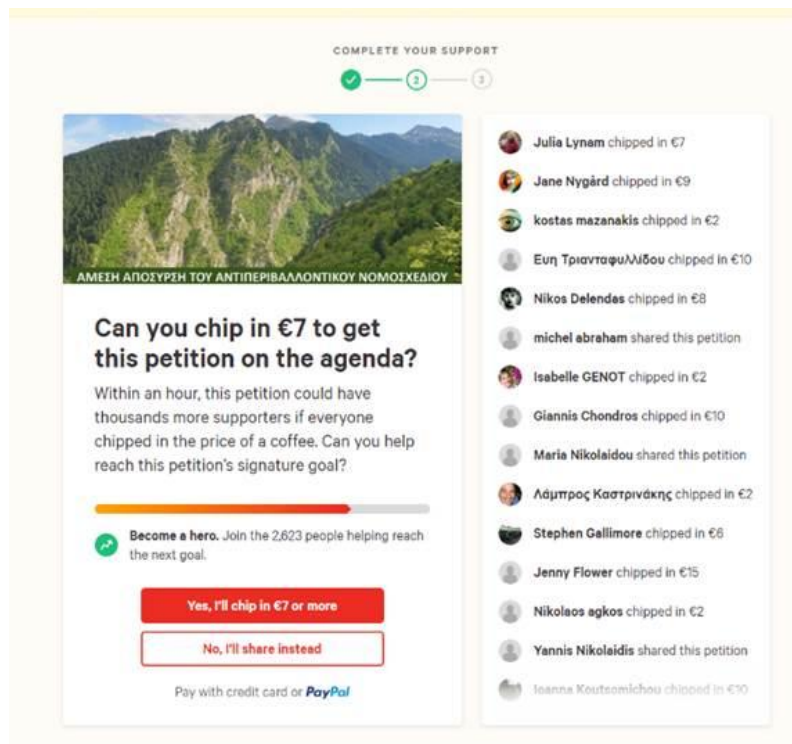 COMPLETE YOUR SUPPORT
2
3
ΑΜΕΣΗ ΑΠΟΣΥΡΣΗ ΤΟΥ ΑΝΤΙΠΕΡΙΒΑΛΛΟΝΤΙΚΟΥ ΝΟΜΟΣΧΕΔΙΟΥ
Can you chip in €7 to get
this petition on the agenda?
Within an hour, this petition could have
thousands more supporters if everyone
chipped in the price of a coffee. Can you help
reach this petition's signature goal?
Become a hero. Join the 2,623 people helping reach
the next goal.
Yes, I'll chip in €7 or more
No, I'll share instead
Pay with credit card or PayPal
Julia Lynam chipped in €7
Jane Nygård chipped in €9
kostas mazanakis chipped in €2
Ευη Τριανταφυλλίδου chipped in €10
Nikos Delendas chipped in €8
michel abraham shared this petition
Isabelle GENOT chipped in €2
Giannis Chondros chipped in €10
Maria Nikolaidou shared this petition
Λάμπρος Καστρινάκης chipped in €2
Stephen Gallimore chipped in €6
Jenny Flower chipped in €15
Nikolaos agkos chipped in €2
Yannis Nikolaidis shared this petition
Ioanna Koutsomichou chipped in €10